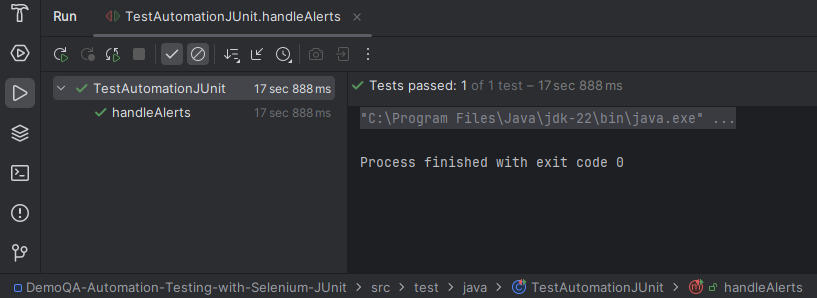 Run TestAutomationJUnit.handleAlerts
TestAutomationJUnit 17 sec 888 ms
handleAlerts 17 sec 888 ms
Tests passed: 1 of 1 test – 17 sec 888 ms
"C:\Program Files\Java\jdk-22\bin\java.exe" ...
Process finished with exit code 0
DemoQA-Automation-Testing-with-Selenium-JUnit > src > test > java > TestAutomationJUnit > handleAlerts